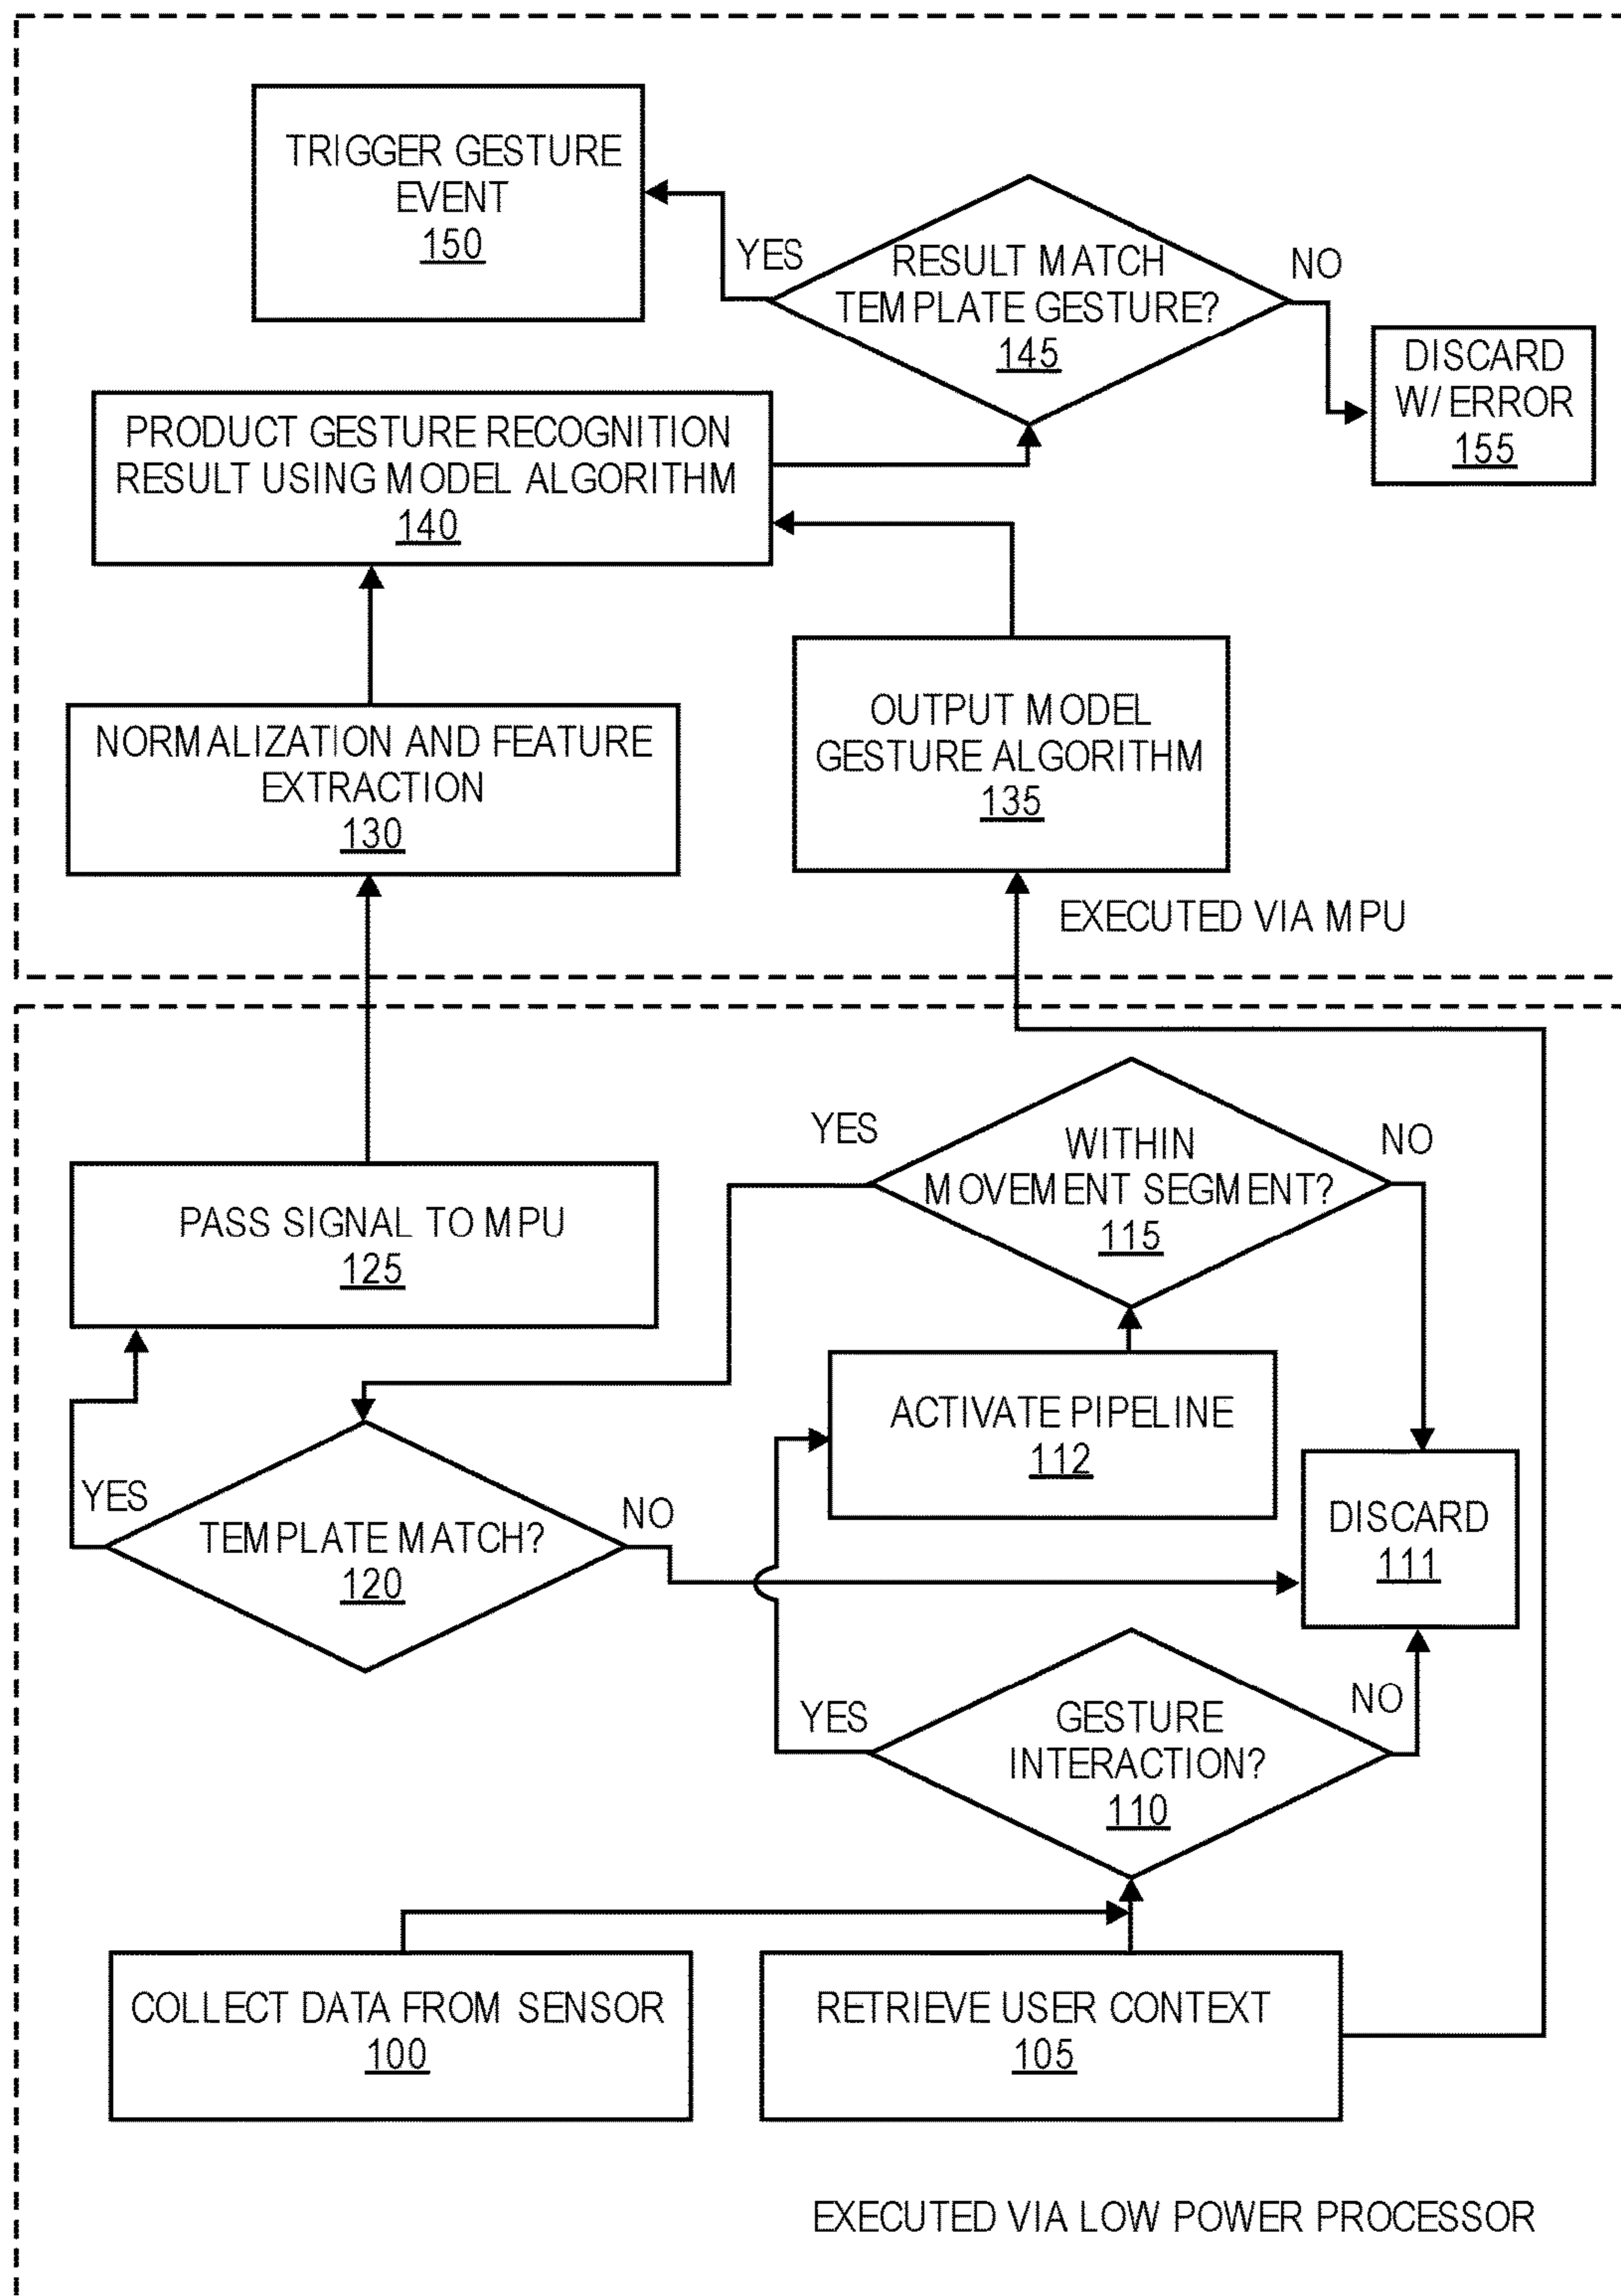 TRIGGER GESTURE
EVENT
150
YES
RESULT MATCH
TEMPLATE GESTURE?
145
NO
DISCARD
W/ ERROR
155
PRODUCT GESTURE RECOGNITION
RESULT USING MODEL ALGORITHM
140
NORMALIZATION AND FEATURE
EXTRACTION
130
OUTPUT MODEL
GESTURE ALGORITHM
135
EXECUTED VIA MPU
YES
WITHIN
MOVEMENT SEGMENT?
115
NO
PASS SIGNAL TO MPU
125
ACTIVATE PIPELINE
112
YES
TEMPLATE MATCH?
120
NO
DISCARD
111
YES
GESTURE
INTERACTION?
110
NO
COLLECT DATA FROM SENSOR
100
RETRIEVE USER CONTEXT
105
EXECUTED VIA LOW POWER PROCESSOR